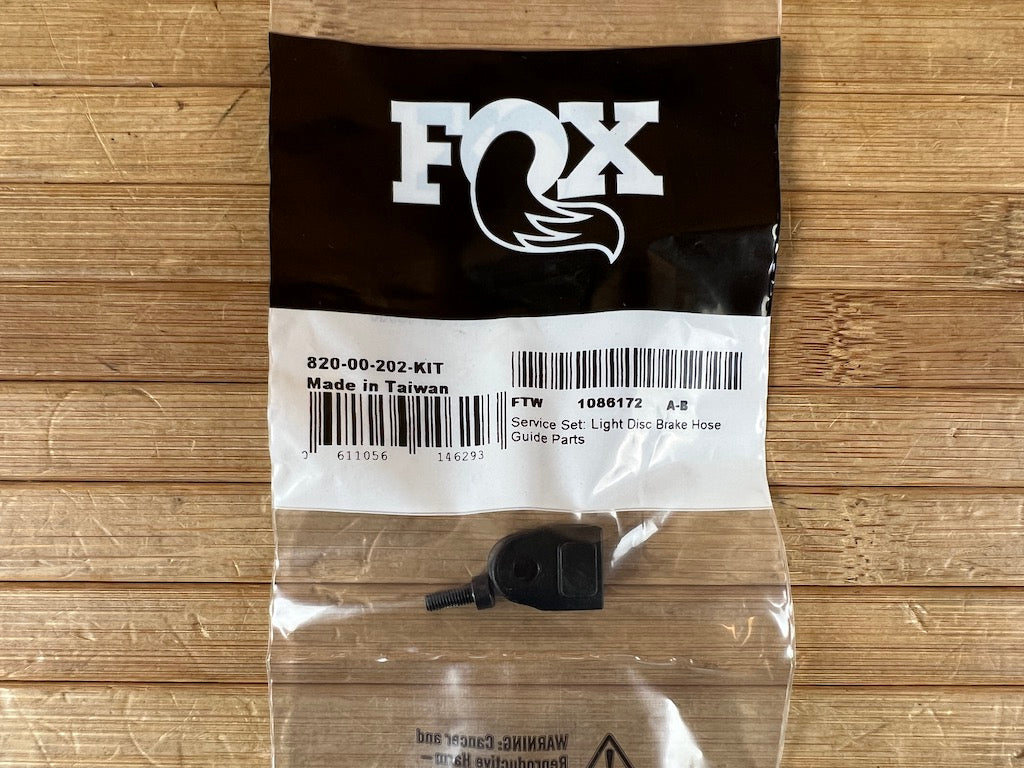 FOX
820-00-202-KIT
Made in Taiwan
0 611056 146293
FTW 1086172 A-B
Service Set: Light Disc Brake Hose
Guide Parts
WARNING: Cancer and
Reproductive Harm –